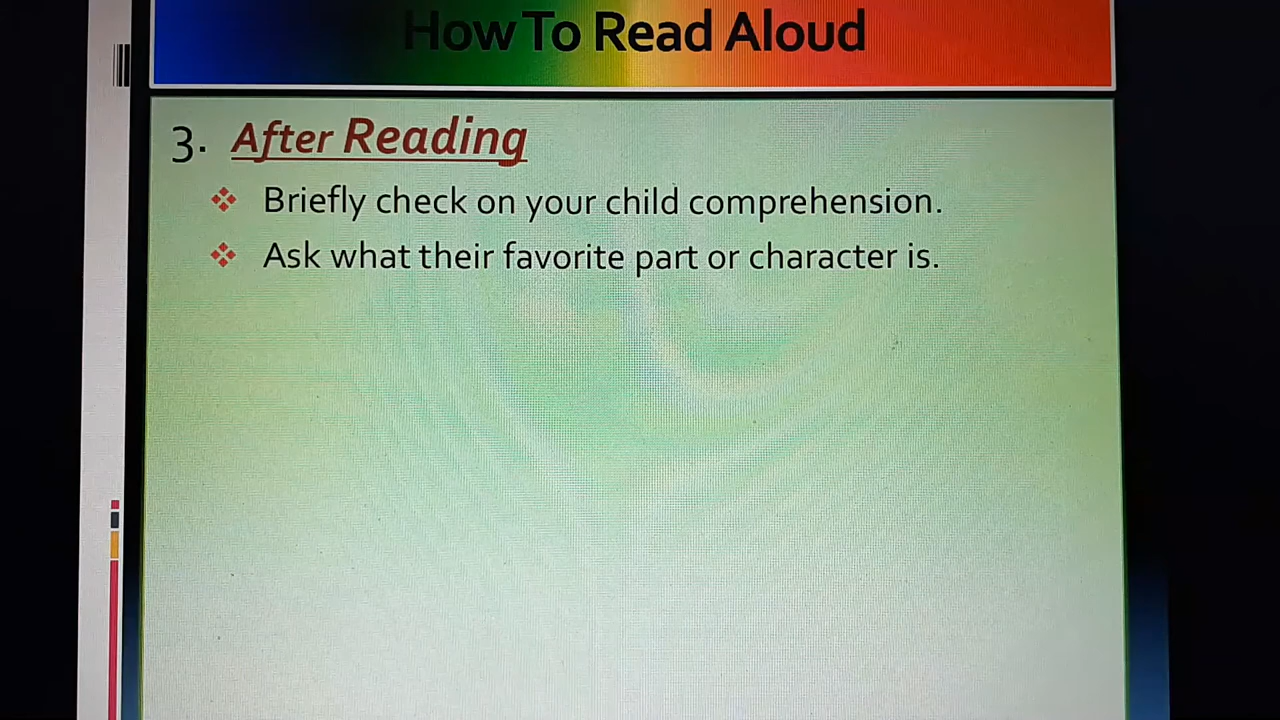 How To Read Aloud
3. After Reading
❖ Briefly check on your child comprehension.
❖ Ask what their favorite part or character is.